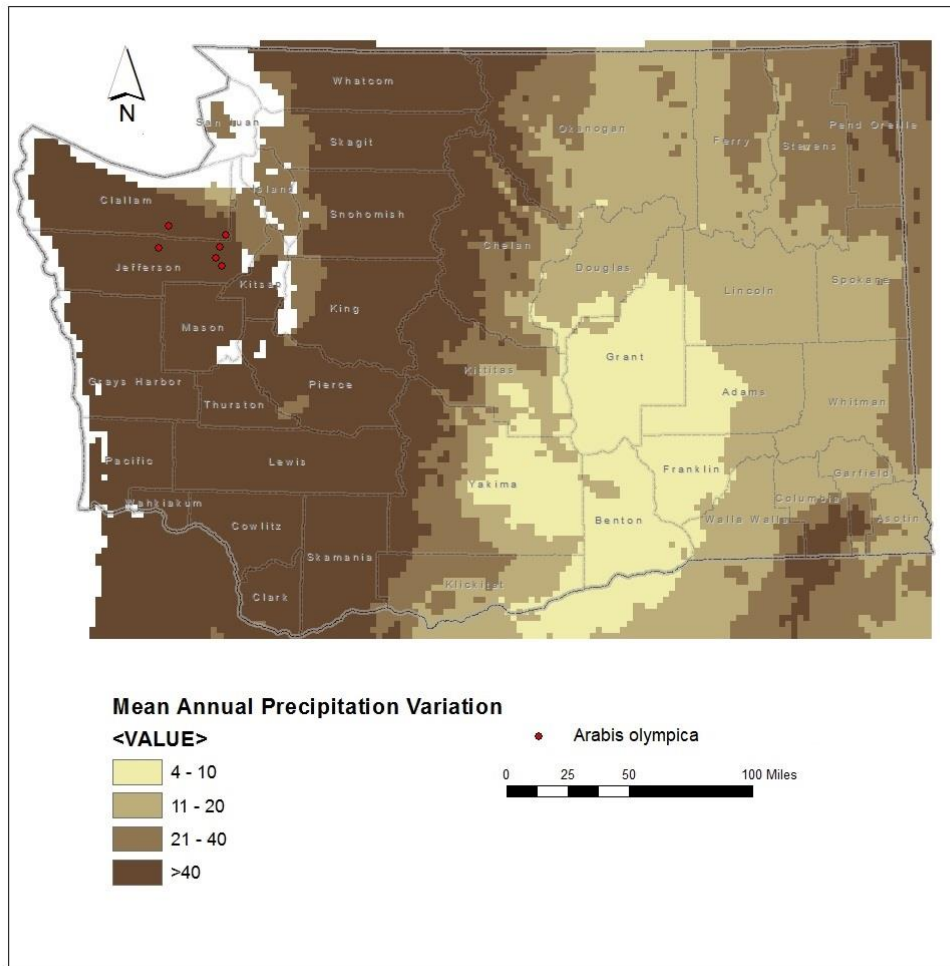 Whatcom
San Juan
Okanogan
Ferry
Pend Oreille
Stevens
Skagit
Island
Clallam
Snohomish
Chelan
Jefferson
Douglas
Kitsap
Lincoln
Spokane
King
Mason
Grant
Kittitas
Grays Harbor
Pierce
Adams
Whitman
Thurston
Pacific
Lewis
Franklin
Garfield
Yakima
Columbia
Wahkiakum
Benton
Walla Walla
Asotin
Cowlitz
Skamania
Klickitat
Clark
N
Mean Annual Precipitation Variation
<VALUE>
4 - 10
11 - 20
21 - 40
>40
Arabis olympica
0 25 50 100 Miles